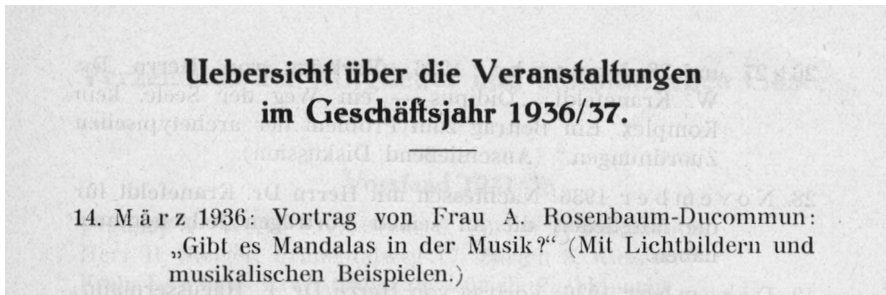 Uebersicht über die Veranstaltungen
im Geschäftsjahr 1936/37.
14. März 1936: Vortrag von Frau A. Rosenbaum-Ducommun:
„Gibt es Mandalas in der Musik?“ (Mit Lichtbildern und
musikalischen Beispielen.)